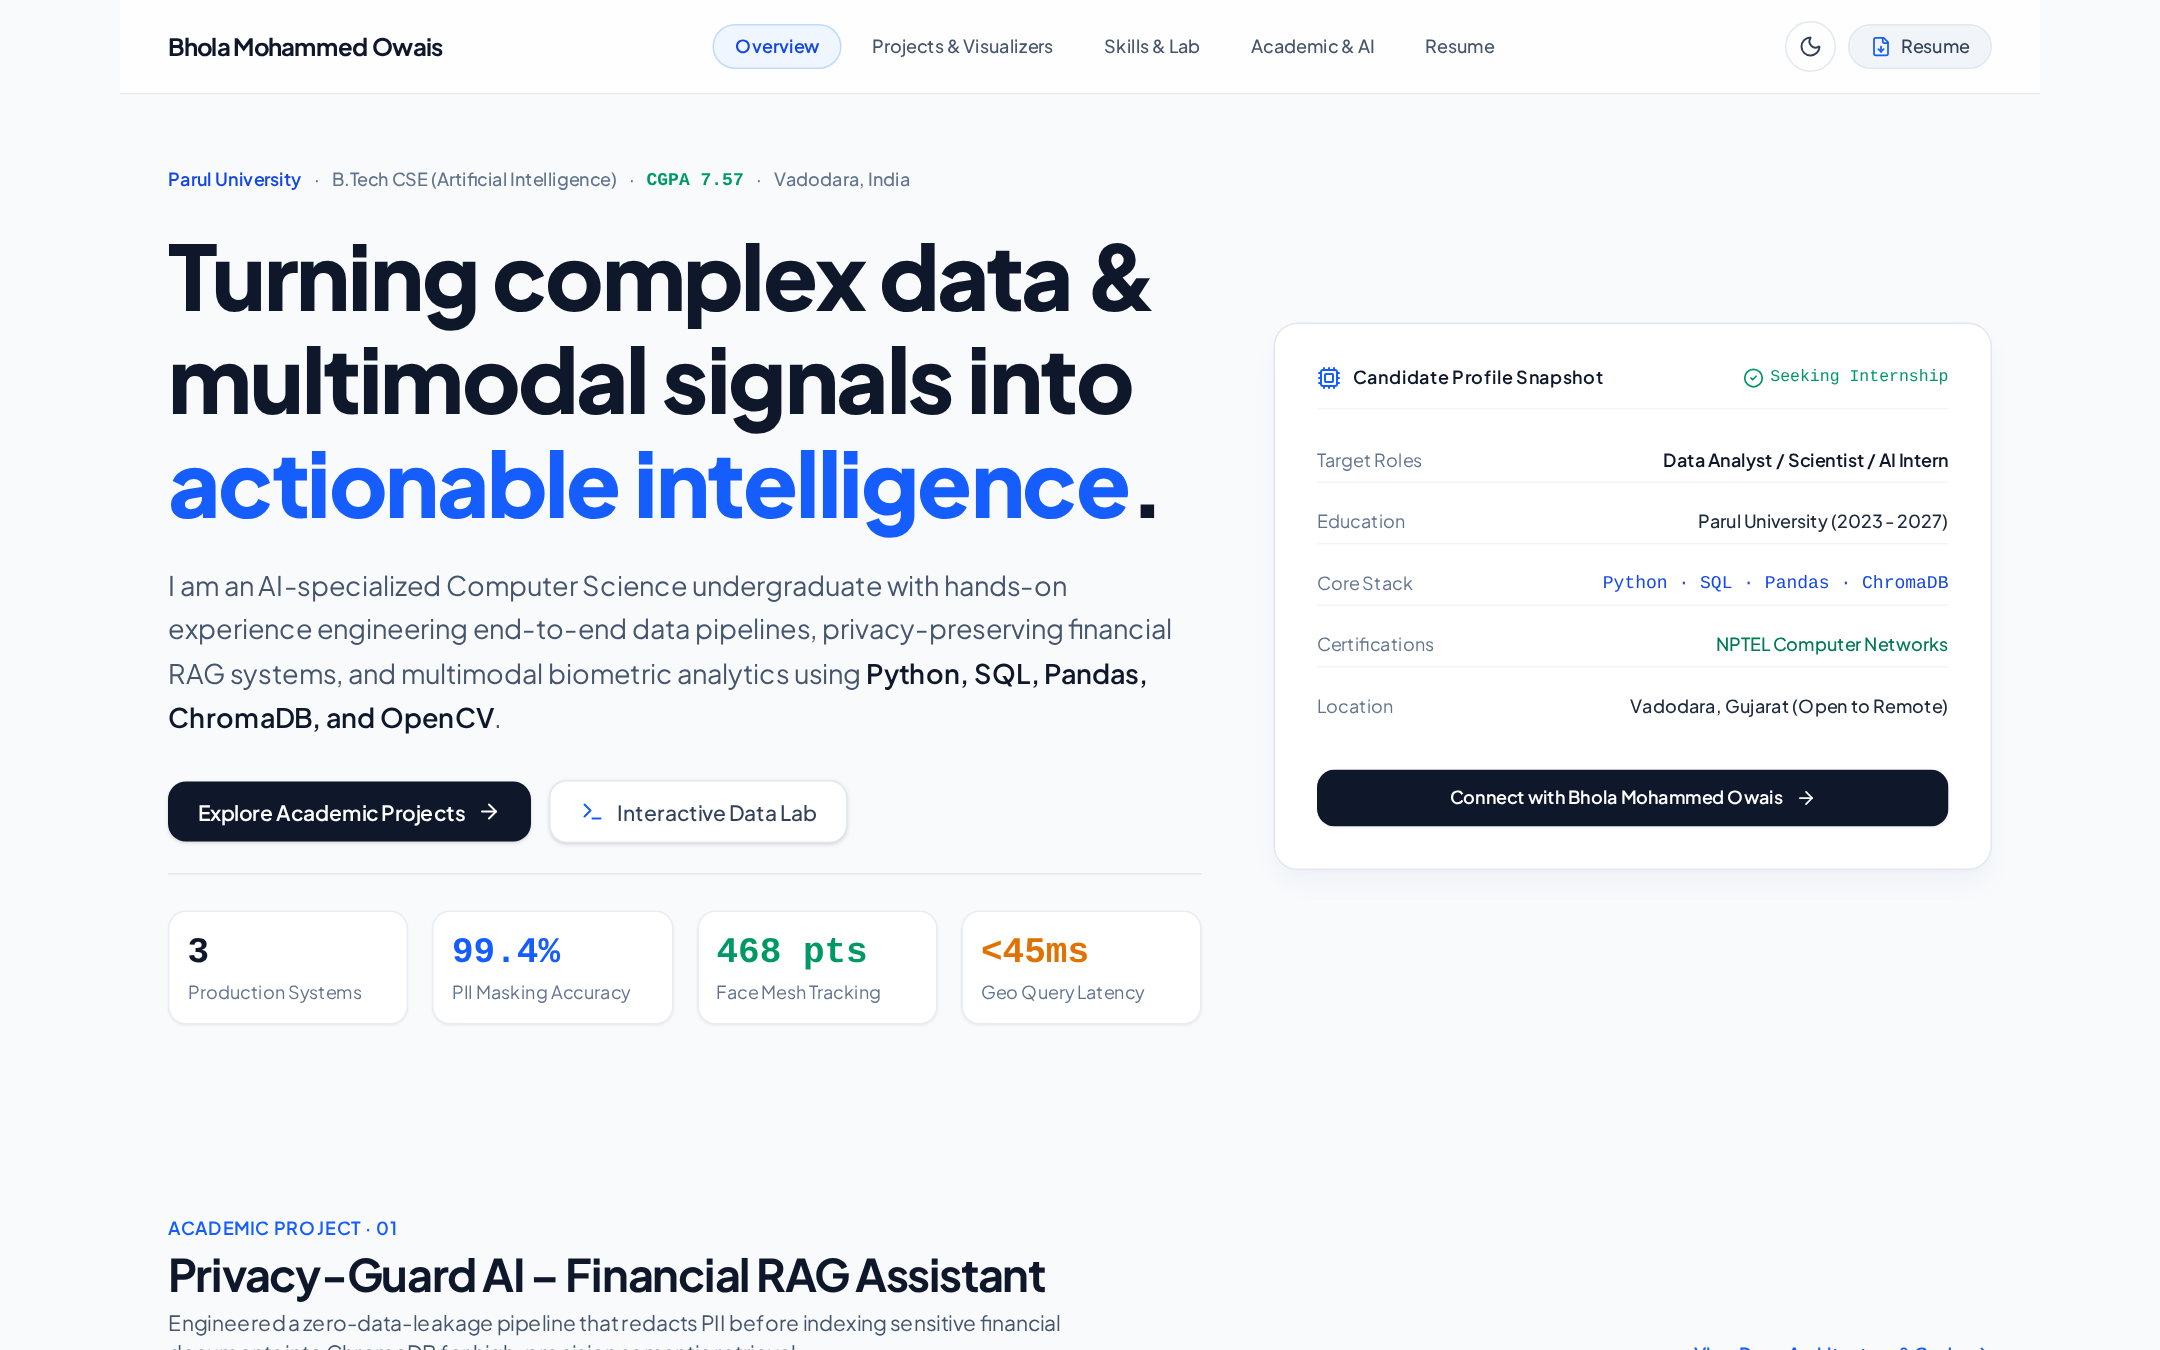 Bhola Mohammed Owais
Overview
Projects & Visualizers
Skills & Lab
Academic & AI
Resume
Resume
Parul University · B.Tech CSE (Artificial Intelligence) · CGPA 7.57 · Vadodara, India
Turning complex data &
multimodal signals into
actionable intelligence.
I am an AI-specialized Computer Science undergraduate with hands-on
experience engineering end-to-end data pipelines, privacy-preserving financial
RAG systems, and multimodal biometric analytics using Python, SQL, Pandas,
ChromaDB, and OpenCV.
Explore Academic Projects →
Interactive Data Lab
3
Production Systems
99.4%
PII Masking Accuracy
468 pts
Face Mesh Tracking
<45ms
Geo Query Latency
Candidate Profile Snapshot
Seeking Internship
Target Roles
Data Analyst / Scientist / AI Intern
Education
Parul University (2023 - 2027)
Core Stack
Python · SQL · Pandas · ChromaDB
Certifications
NPTEL Computer Networks
Location
Vadodara, Gujarat (Open to Remote)
Connect with Bhola Mohammed Owais →
ACADEMIC PROJECT · 01
Privacy-Guard AI – Financial RAG Assistant
Engineered a zero-data-leakage pipeline that redacts PII before indexing sensitive financial